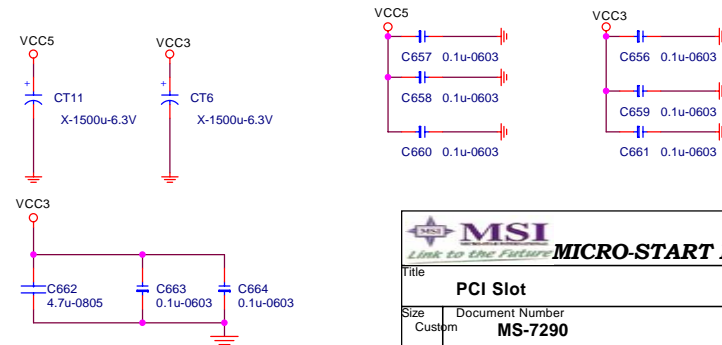 VCC5
VCC3
+
CT11
X-1500u-6.3V
+
CT6
X-1500u-6.3V
VCC5
C657 0.1u-0603
C658 0.1u-0603
C660 0.1u-0603
VCC3
C656 0.1u-0603
C659 0.1u-0603
C661 0.1u-0603
VCC3
C662
4.7u-0805
C663
0.1u-0603
C664
0.1u-0603
MSI
MSI
Link to the Future
MICRO-START
Title
PCI Slot
Size
Custom
Document Number
MS-7290